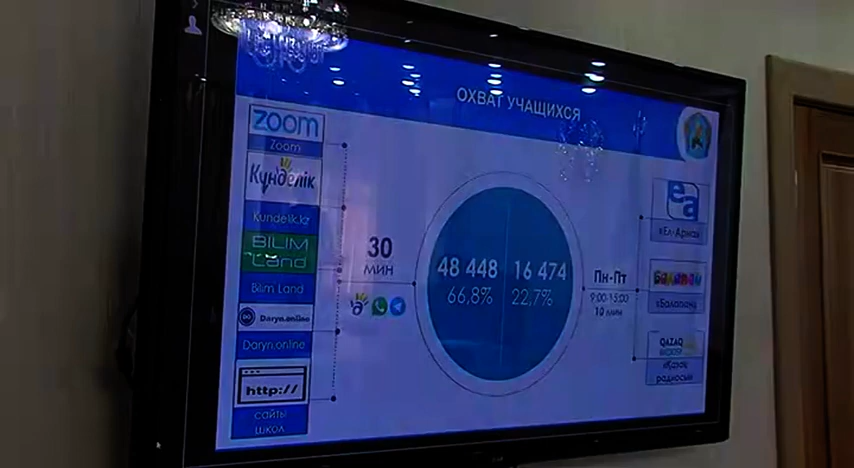 ОХВАТ УЧАЩИХСЯ
zoom
Zoom
Күнделік
Kundelik.kz
BILIM
Land
Bilim Land
Daryn.online
Daryn.online
http://
сайты
школ
30
МИН
48 448
66,8%
16 474
22,7%
Пн-Пт
9:00-15:00
10 мин
ea
«Ел-Арна»
Балапан
«Балапан»
QAZAQ
радиосы»